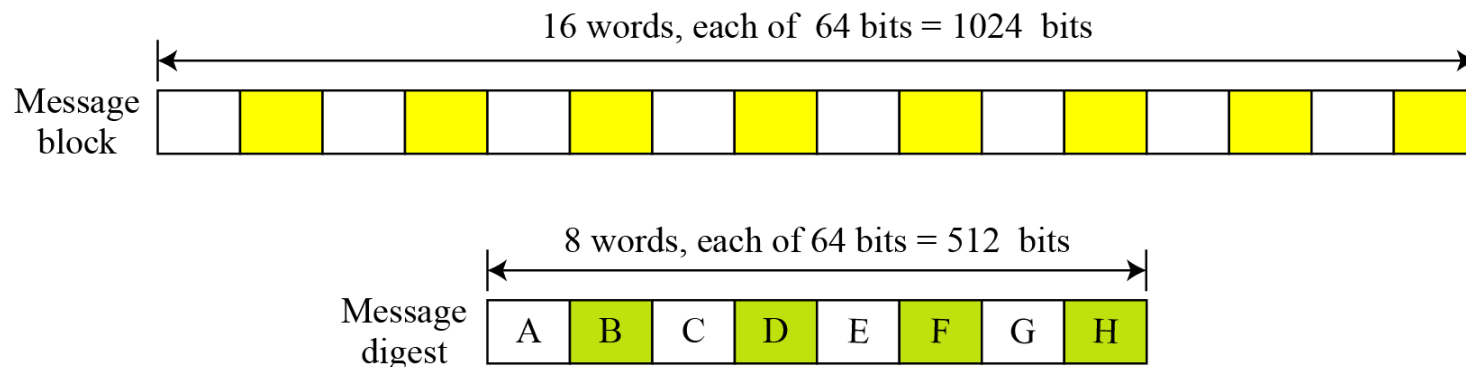 16 words, each of 64 bits = 1024 bits
Message
block
8 words, each of 64 bits = 512 bits
Message
digest
A B C D E F G H